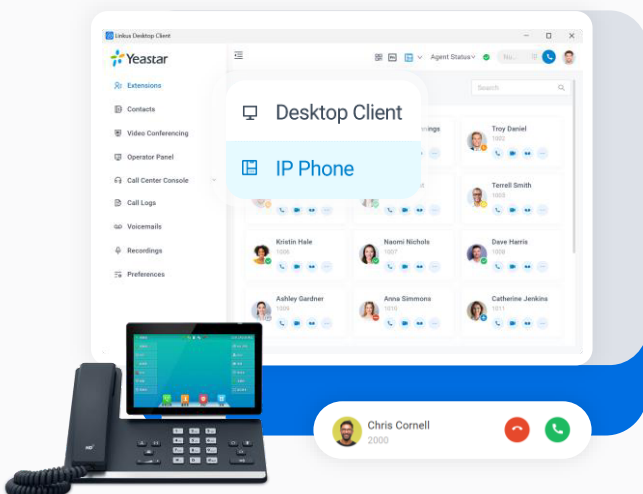 Linkus Desktop Client
Yeastar
Agent Status
Nu...
Extensions
Contacts
Video Conferencing
Operator Panel
Call Center Console
Call Logs
Voicemails
Recordings
Preferences
Search
Desktop Client
IP Phone
Troy Daniel
1002
Terrell Smith
1005
Kristin Hale
1006
Naomi Nichols
1007
Dave Harris
1008
Ashley Gardner
1009
Anna Simmons
1010
Catherine Jenkins
1011
Chris Cornell
2000